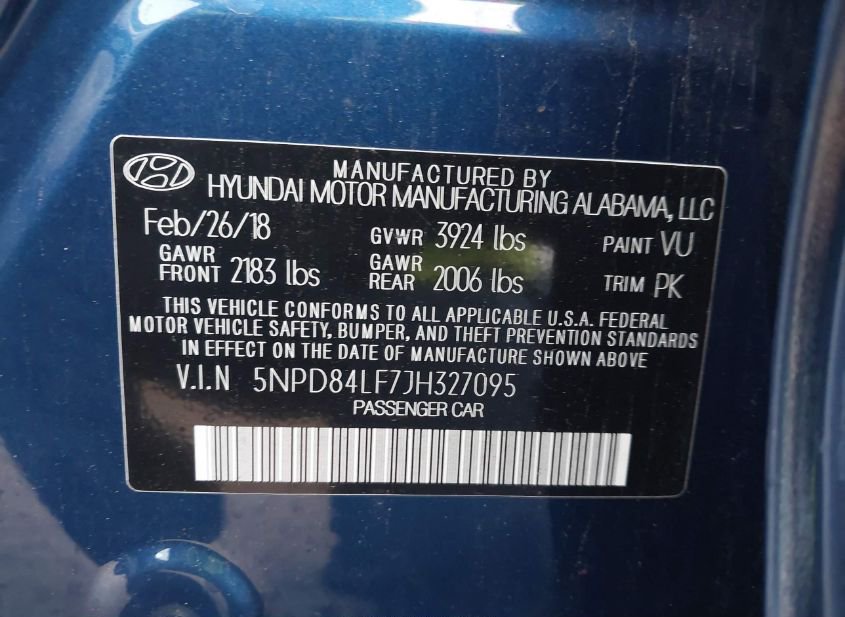 MANUFACTURED BY
HYUNDAI MOTOR MANUFACTURING ALABAMA, LLC
Feb/26/18 GVWR 3924 lbs PAINT VU
GAWR FRONT 2183 lbs GAWR REAR 2006 lbs TRIM PK
THIS VEHICLE CONFORMS TO ALL APPLICABLE U.S.A. FEDERAL
MOTOR VEHICLE SAFETY, BUMPER, AND THEFT PREVENTION STANDARDS
IN EFFECT ON THE DATE OF MANUFACTURE SHOWN ABOVE
V.I.N 5NPD84LF7JH327095
PASSENGER CAR